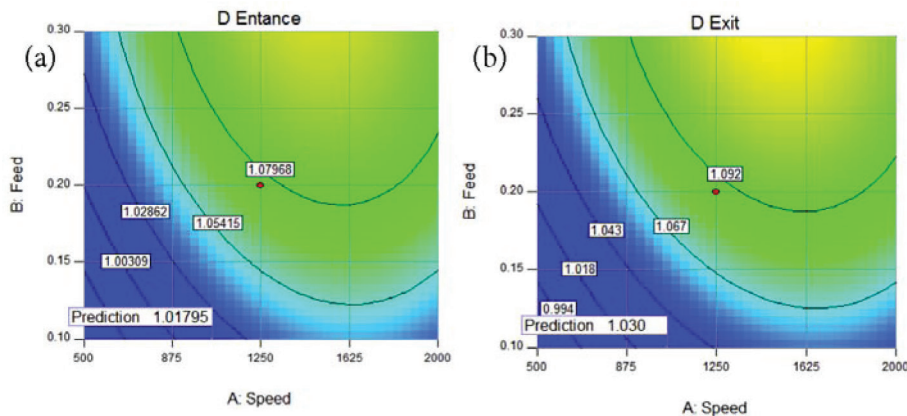 D Entance
(a)
0.30
0.25
0.20
0.15
0.10
B: Feed
1.07968
1.02862
1.05415
1.00309
Prediction 1.01795
500 875 1250 1625 2000
A: Speed
D Exit
(b)
0.30
0.25
0.20
0.15
0.10
B: Feed
1.092
1.043
1.067
1.018
0.994
Prediction 1.030
500 875 1250 1625 2000
A: Speed